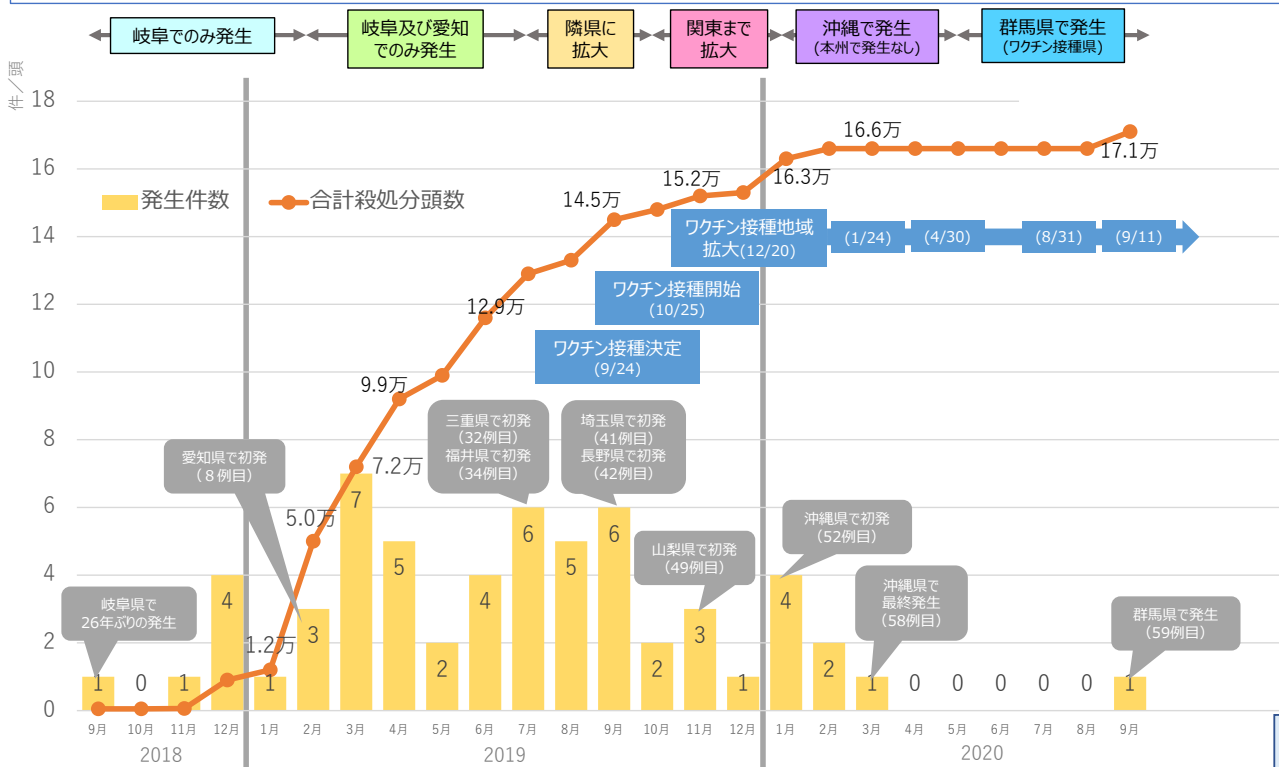 岐阜でのみ発生
岐阜及び愛知
でのみ発生
隣県に
拡大
関東まで
拡大
沖縄で発生
(本州で発生なし)
群馬県で発生
(ワクチン接種県)
件／頭
18
16
14
12
10
8
6
4
2
0
発生件数
合計殺処分頭数
1.2万
5.0万
7.2万
9.9万
12.9万
14.5万
15.2万
16.3万
16.6万
17.1万
ワクチン接種地域
拡大(12/20)
(1/24)
(4/30)
(8/31)
(9/11)
ワクチン接種開始
(10/25)
ワクチン接種決定
(9/24)
岐阜県で
26年ぶりの発生
愛知県で初発
（８例目）
三重県で初発
（32例目）
福井県で初発
（34例目）
埼玉県で初発
（41例目）
長野県で初発
（42例目）
山梨県で初発
（49例目）
沖縄県で初発
（52例目）
沖縄県で
最終発生
（58例目）
群馬県で発生
（59例目）
1 0 1 4 1 3 7 5 2 4 6 5 6 2 3 1 4 2 1 0 0 0 0 0 1
9月 10月 11月 12月 1月 2月 3月 4月 5月 6月 7月 8月 9月 10月 11月 12月 1月 2月 3月 4月 5月 6月 7月 8月 9月
2018 2019 2020